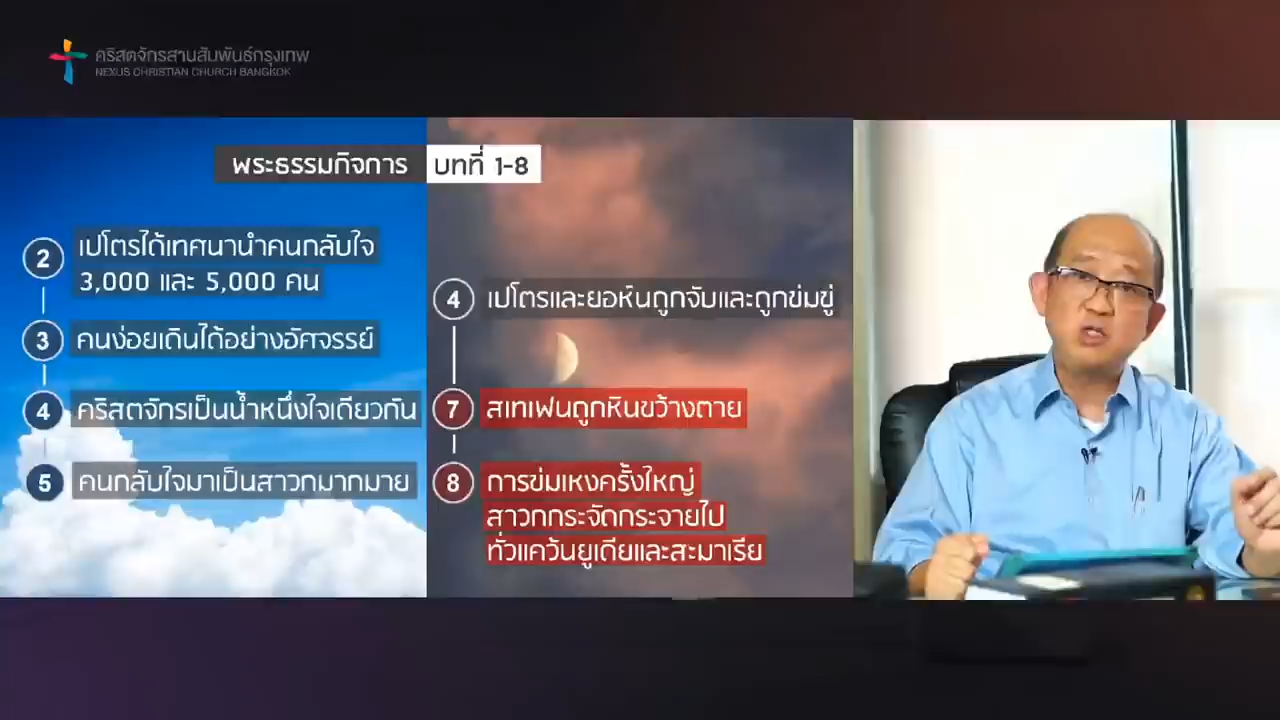 คริสตจักรสานสัมพันธ์กรุงเทพ
NEXUS CHRISTIAN CHURCH BANGKOK
พระธรรมกิจการ บทที่ 1-8
2 เปโตรได้เทศนานำคนกลับใจ
3,000 และ 5,000 คน
3 คนง่อยเดินได้อย่างอัศจรรย์
4 คริสตจักรเป็นน้ำหนึ่งใจเดียวกัน
5 คนกลับใจมาเป็นสาวกมากมาย
4 เปโตรและยอห์นถูกจับและถูกข่มขู่
7 สเทเฟนถูกหินขว้างตาย
8 การข่มเหงครั้งใหญ่
สาวกกระจัดกระจายไป
ทั่วแคว้นยูเดียและสะมาเรีย